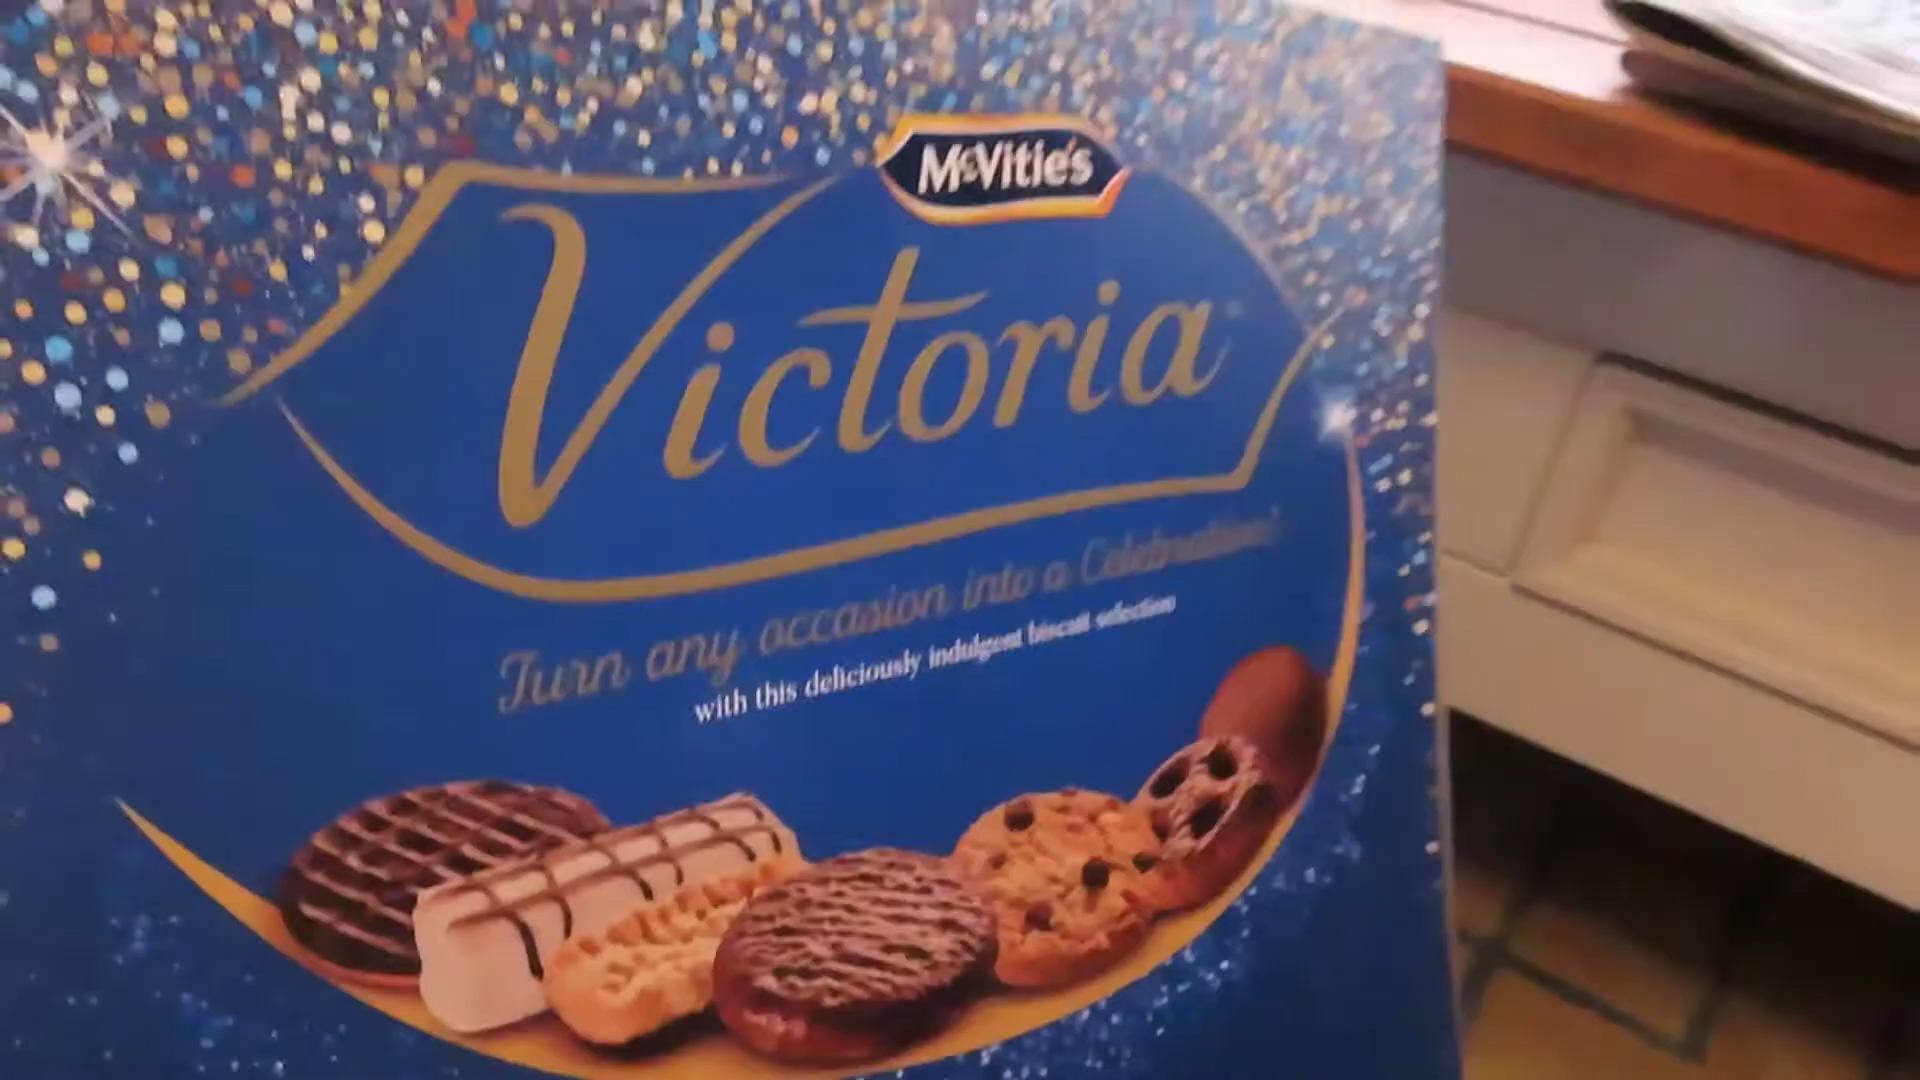 McVitie's
Victoria
Turn any occasion into a Celebration!
with this deliciously indulgent biscuit selection